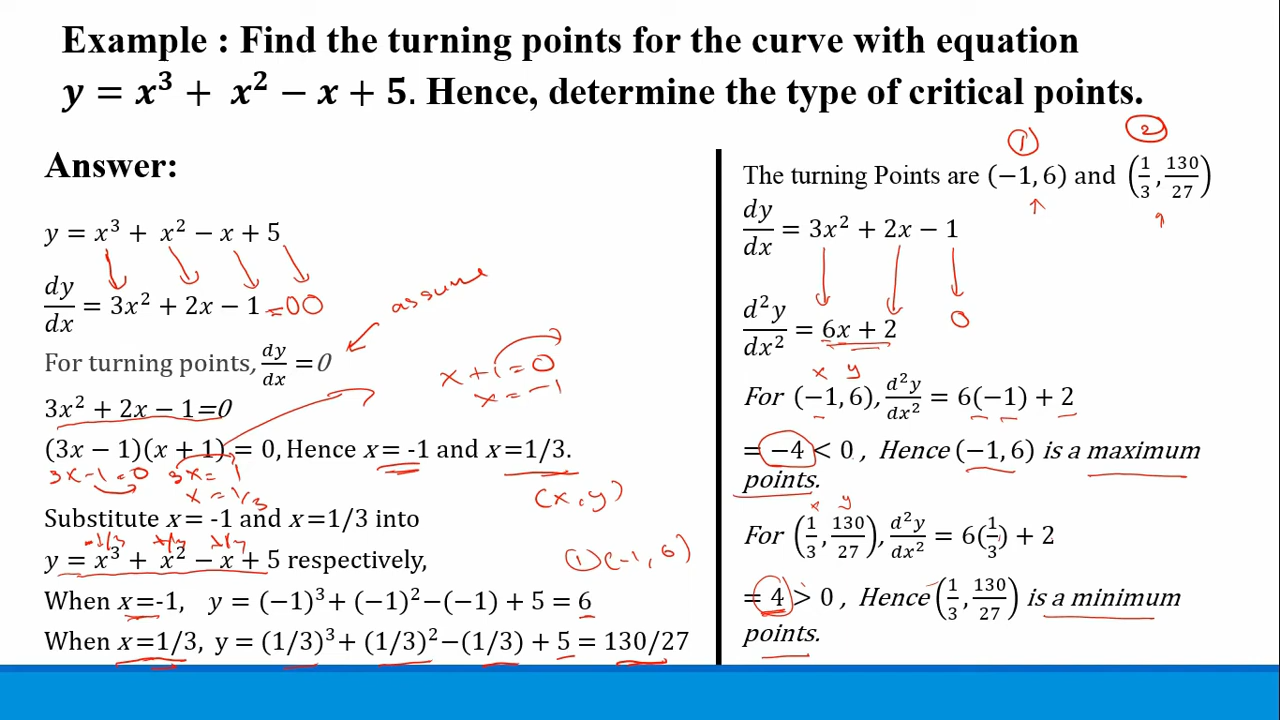 Example : Find the turning points for the curve with equation
y = x³ + x² − x + 5. Hence, determine the type of critical points.
Answer:
y = x³ + x² − x + 5
dy/dx = 3x² + 2x − 1 =00
assume
For turning points, dy/dx =0
x+1=0
x=-1
3x² + 2x − 1=0
(3x − 1)(x + 1) = 0, Hence x= -1 and x=1/3.
3x-1=0 3x=1
x=1/3
(x,y)
Substitute x= -1 and x=1/3 into
y = x³ + x² − x + 5 respectively,
① (-1, 6)
When x=-1, y = (−1)³+ (−1)²−(−1) + 5 = 6
When x=1/3, y = (1/3)³+ (1/3)²−(1/3) + 5 = 130/27
① ②
The turning Points are (−1, 6) and (1/3, 130/27)
dy/dx = 3x² + 2x − 1
d²y/dx² = 6x + 2
0
x y
For (−1, 6), d²y/dx² = 6(−1) + 2
= −4 < 0 , Hence (−1, 6) is a maximum
points.
x y
For (1/3, 130/27), d²y/dx² = 6(1/3) + 2
= 4 > 0 , Hence (1/3, 130/27) is a minimum
points.